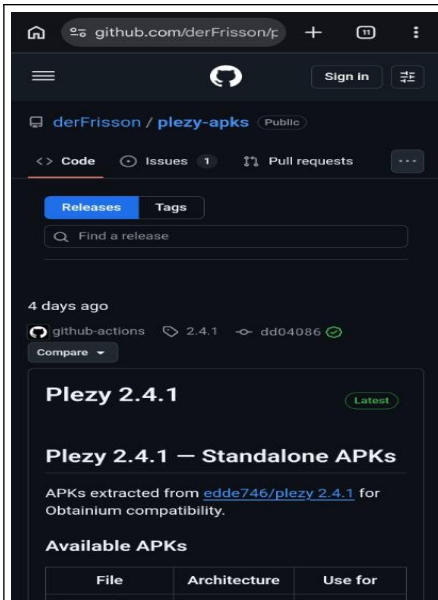 github.com/derFrisson/p
11
Sign in
derFrisson / plezy-apks Public
Code Issues 1 Pull requests
Releases Tags
Find a release
4 days ago
github-actions 2.4.1 dd04086
Compare
Plezy 2.4.1 Latest
Plezy 2.4.1 — Standalone APKs
APKs extracted from edde746/plezy 2.4.1 for
Obtainium compatibility.
Available APKs
File Architecture Use for